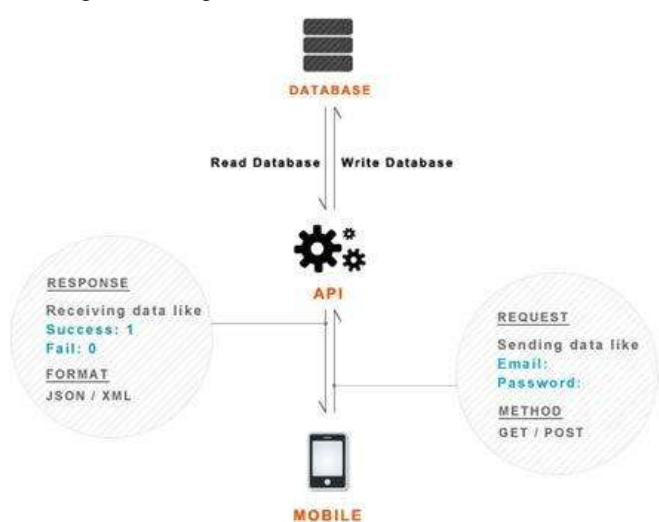 DATABASE
Read Database Write Database
API
RESPONSE
Receiving data like
Success: 1
Fail: 0
FORMAT
JSON / XML
REQUEST
Sending data like
Email:
Password:
METHOD
GET / POST
MOBILE